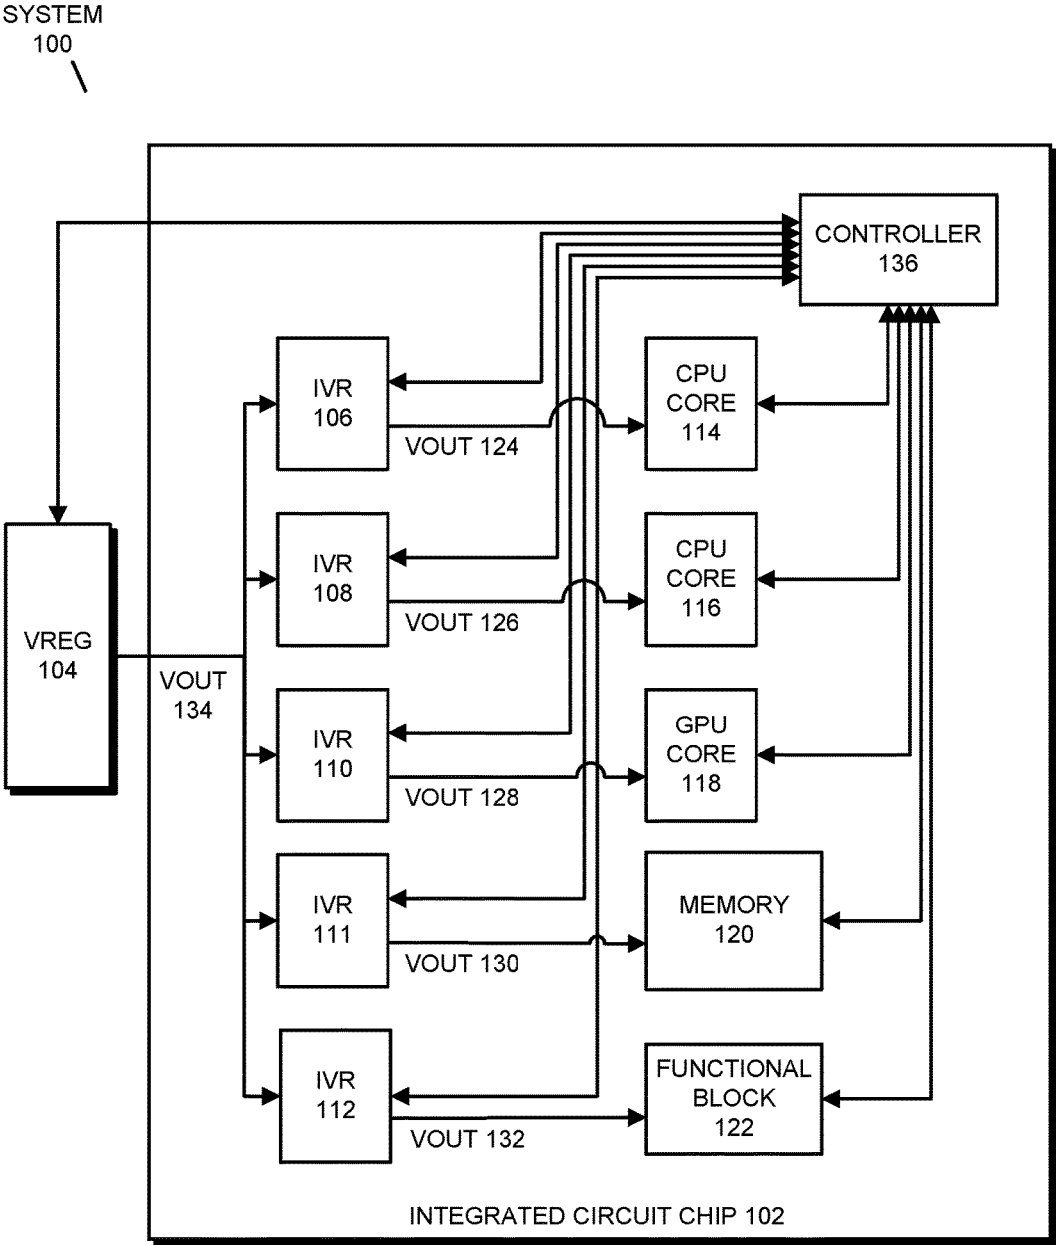 SYSTEM
100
CONTROLLER
136
IVR
106
VOUT 124
CPU
CORE
114
IVR
108
VOUT 126
CPU
CORE
116
VREG
104
VOUT
134
IVR
110
VOUT 128
GPU
CORE
118
IVR
111
VOUT 130
MEMORY
120
IVR
112
VOUT 132
FUNCTIONAL
BLOCK
122
INTEGRATED CIRCUIT CHIP 102